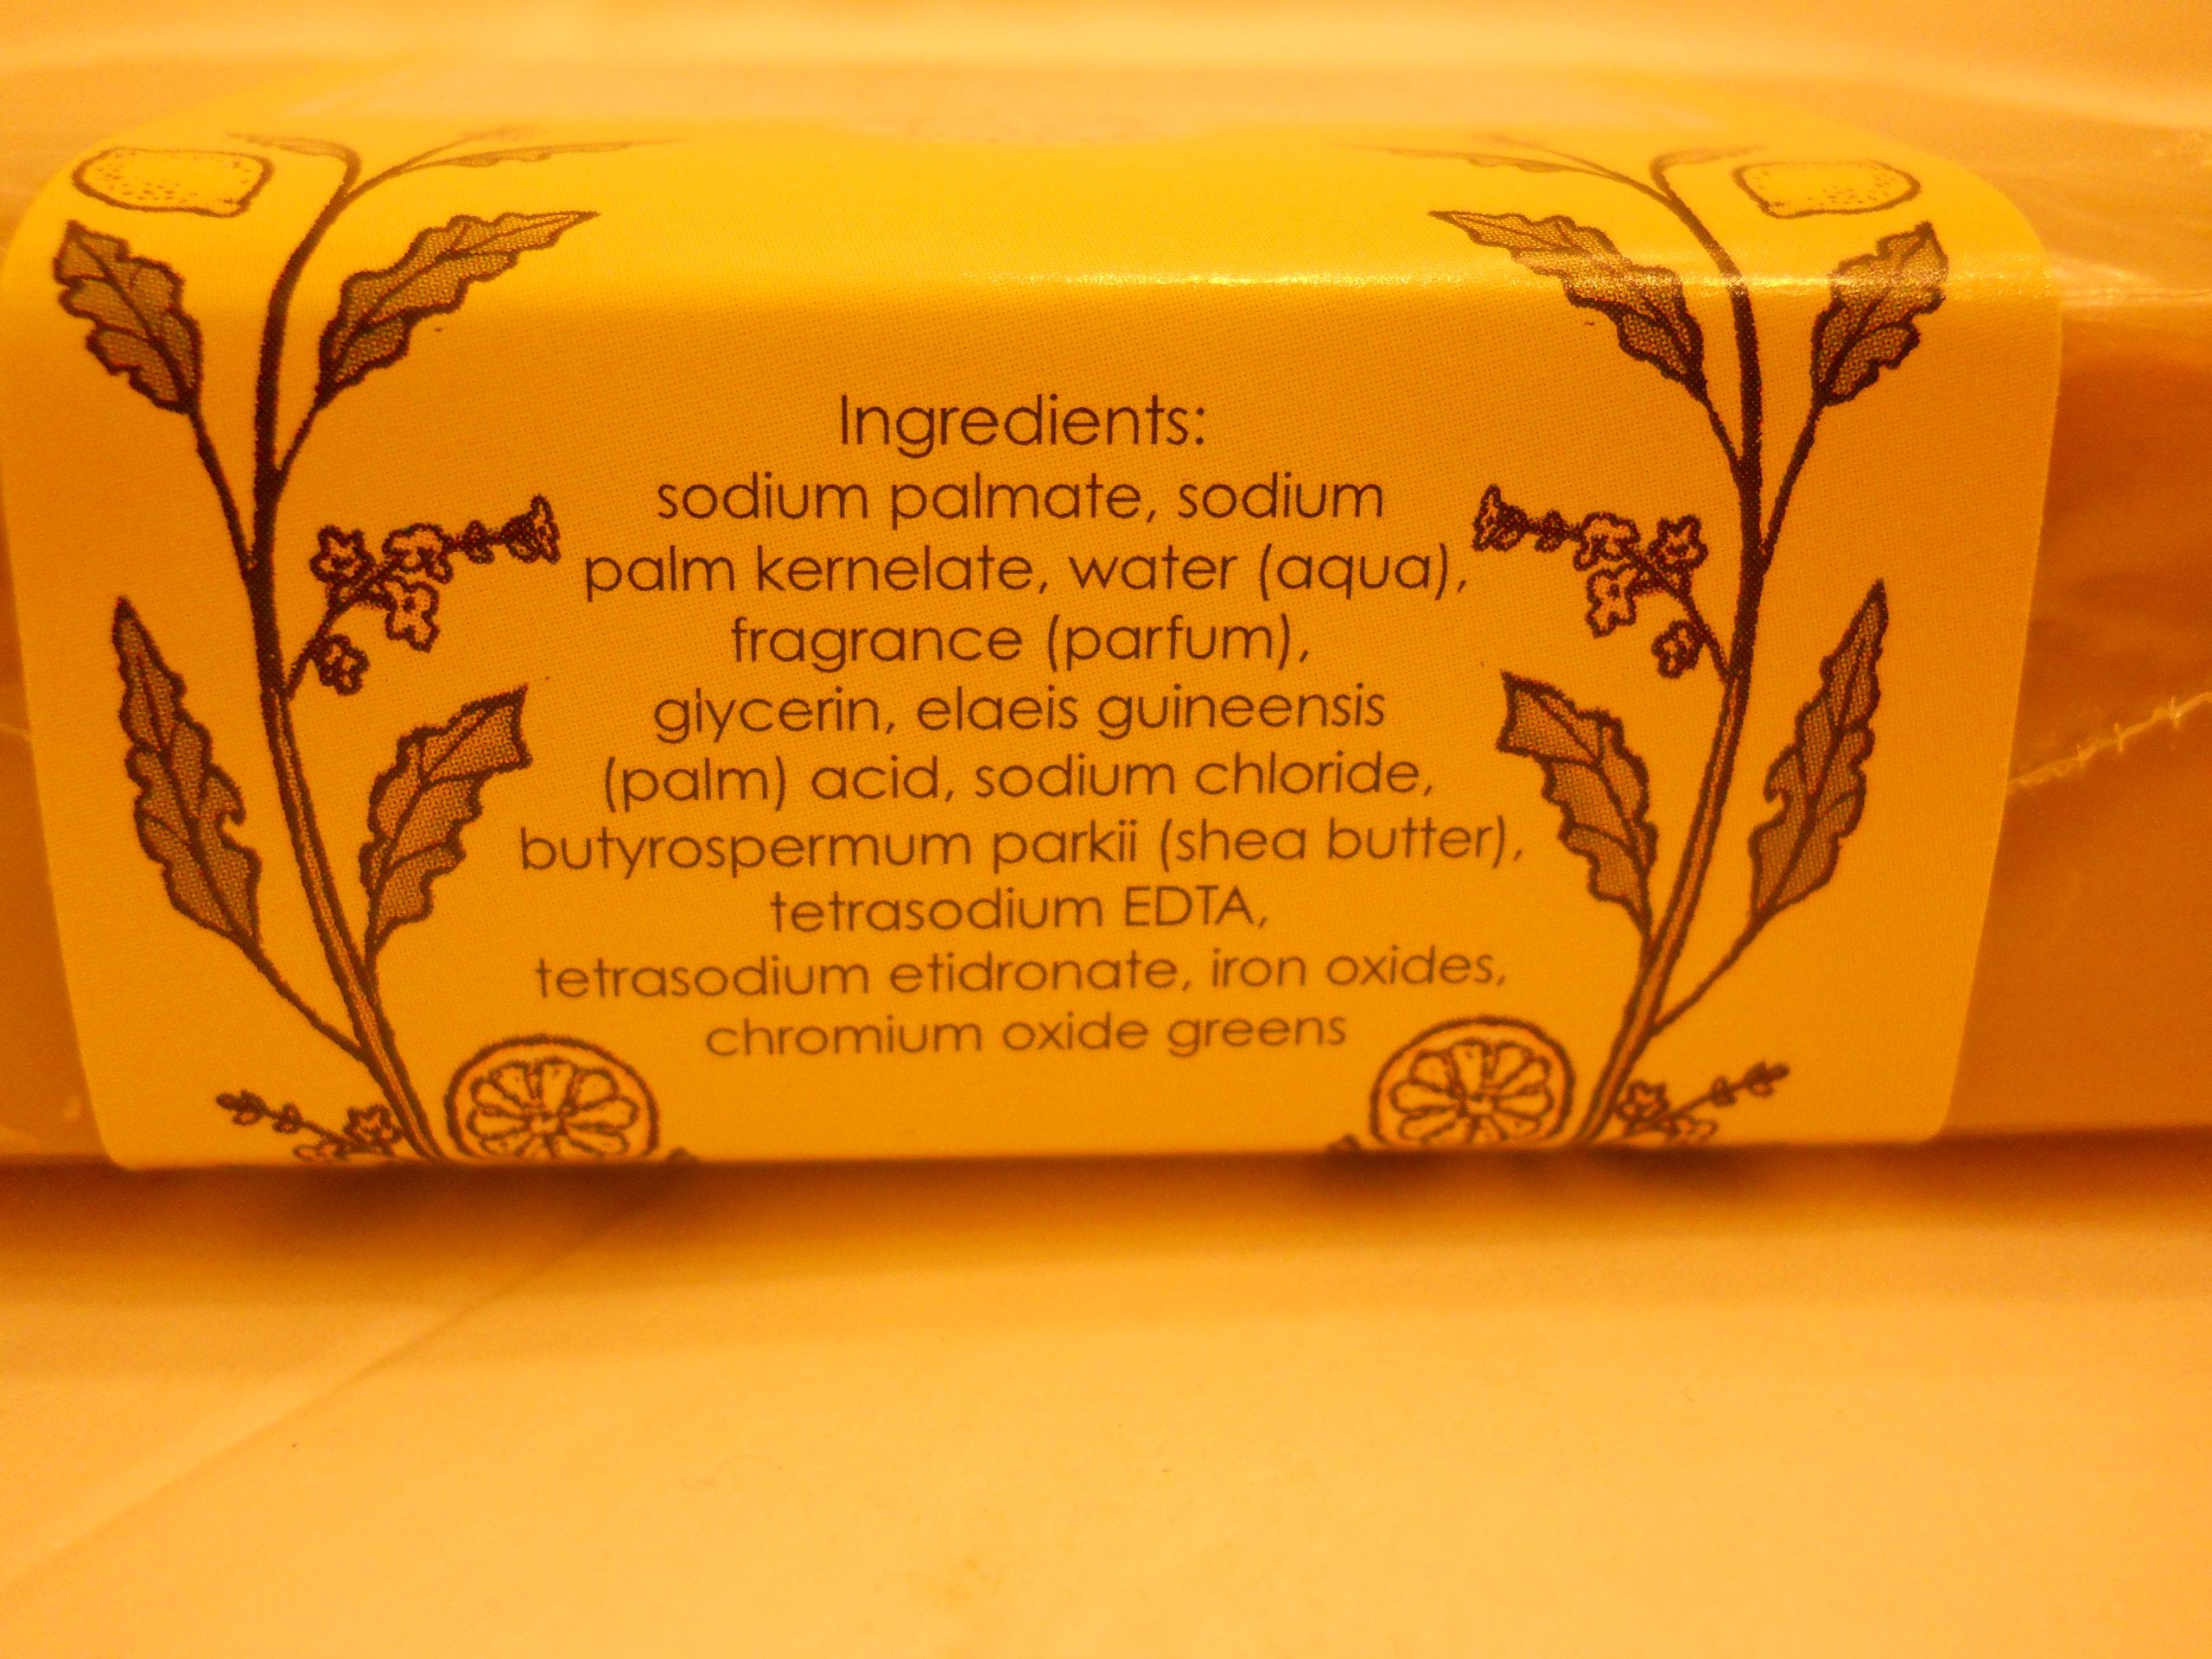 Ingredients:
sodium palmate, sodium
palm kernelate, water (aqua),
fragrance (parfum),
glycerin, elaeis guineensis
(palm) acid, sodium chloride,
butyrospermum parkii (shea butter),
tetrasodium EDTA,
tetrasodium etidronate, iron oxides,
chromium oxide greens